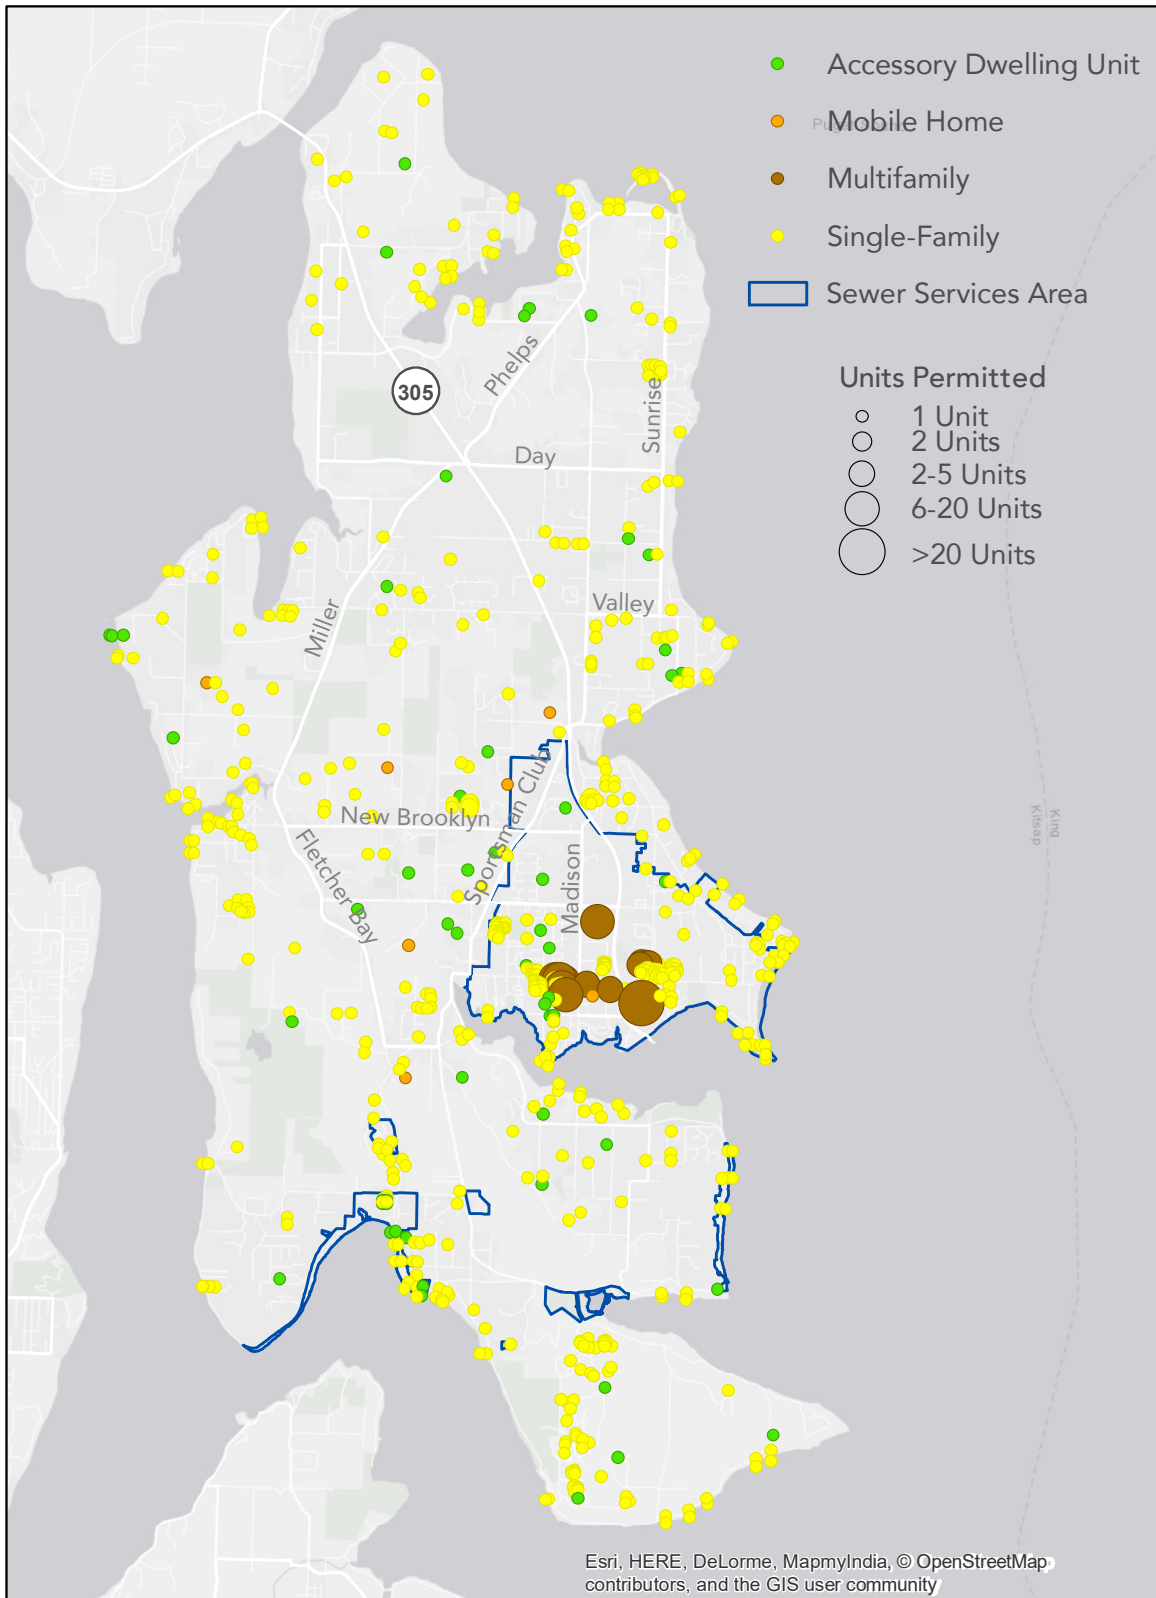 Accessory Dwelling Unit
Mobile Home
Multifamily
Single-Family
Sewer Services Area
Units Permitted
1 Unit
2 Units
2-5 Units
6-20 Units
>20 Units
305
Phelps
Sunrise
Day
Miller
Valley
Sportsman Club
New Brooklyn
Madison
Fletcher Bay
King
Kitsap
Esri, HERE, DeLorme, MapmyIndia, © OpenStreetMap
contributors, and the GIS user community